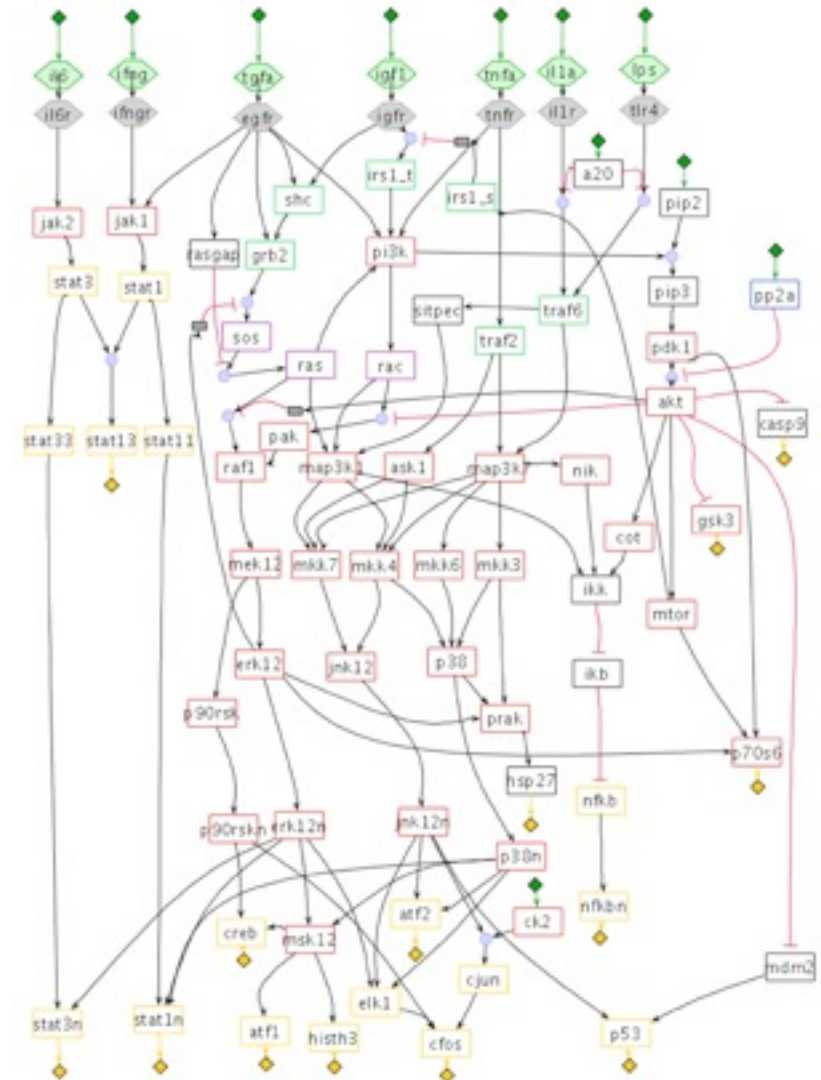 il6 ifng tgfa igf1 tnfa il1a lps
il6r ifngr egfr igfr tnfr il1r tlr4
irs1_t a20
shc irs1_s pip2
jak2 jak1
rasgap grb2 pi3k
stat3 stat1 pip3 pp2a
sitpec traf6
sos traf2 pdk1
ras rac
akt
casp9
stat33 stat13 stat11 pak
raf1 map3k1 ask1 map3k nik
gsk3
cot
mek12 mkk7 mkk4 mkk6 mkk3
ikk
mtor
erk12 jnk12 p38 ikb
p90rsk prak
p70s6
hsp27
nfkb
p90rskn erk12n jnk12n
p38n
atf2 nfkbn
creb msk12 ck2
mdm2
cjun
elk1
stat3n stat1n atf1 histh3 cfos p53